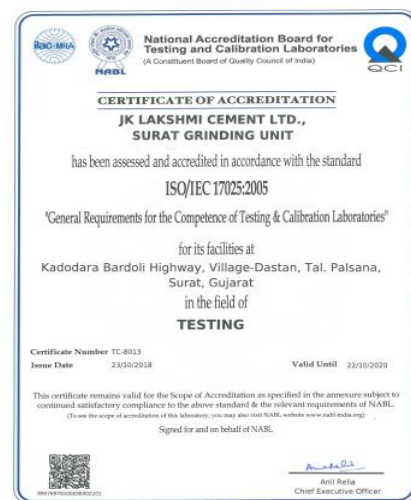 ilac-MRA
NABL
National Accreditation Board for
Testing and Calibration Laboratories
(A Constituent Board of Quality Council of India)
QCI
CERTIFICATE OF ACCREDITATION
JK LAKSHMI CEMENT LTD.,
SURAT GRINDING UNIT
has been assessed and accredited in accordance with the standard
ISO/IEC 17025:2005
"General Requirements for the Competence of Testing & Calibration Laboratories"
for its facilities at
Kadodara Bardoli Highway, Village-Dastan, Tal. Palsana,
Surat, Gujarat
in the field of
TESTING
Certificate Number TC-8013
Issue Date 23/10/2018 Valid Until 22/10/2020
This certificate remains valid for the Scope of Accreditation as specified in the annexure subject to
continued satisfactory compliance to the above standard & the relevant requirements of NABL.
(To see the scope of accreditation of this laboratory, you may also visit NABL website www.nabl-india.org)
Signed for and on behalf of NABL
Anil Relia
Chief Executive Officer